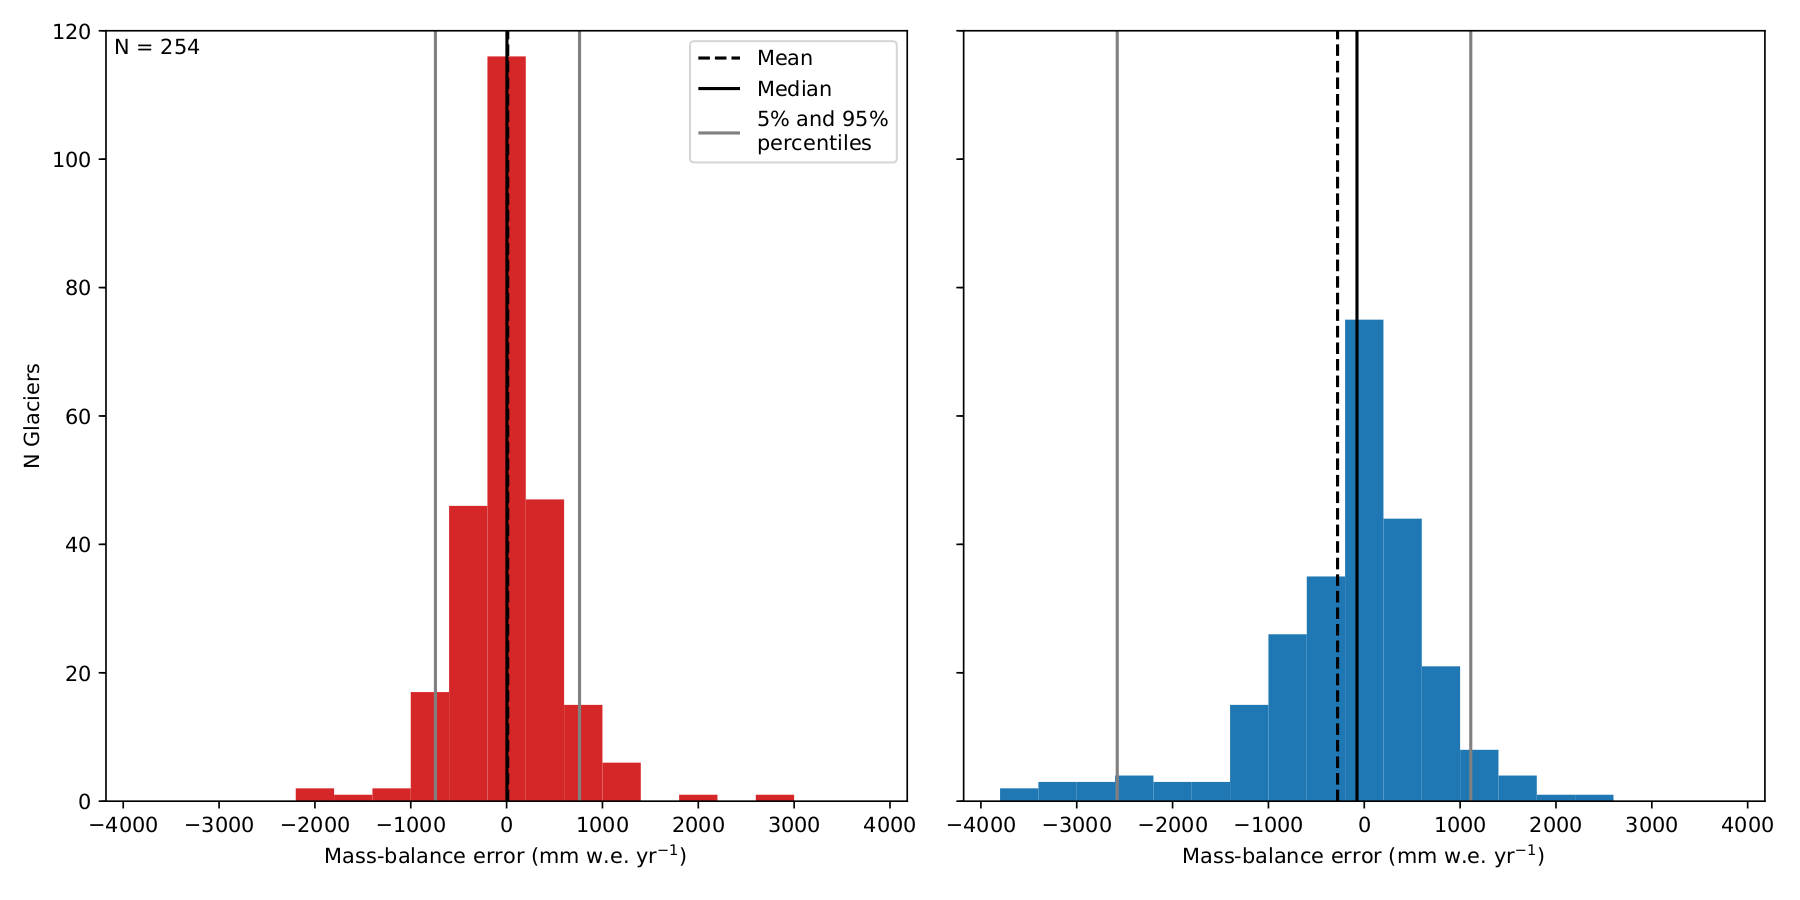 N = 254
Mean
Median
5% and 95%
percentiles
120
100
80
60
40
20
0
N Glaciers
−4000 −3000 −2000 −1000 0 1000 2000 3000 4000
Mass-balance error (mm w.e. yr⁻¹)
−4000 −3000 −2000 −1000 0 1000 2000 3000 4000
Mass-balance error (mm w.e. yr⁻¹)